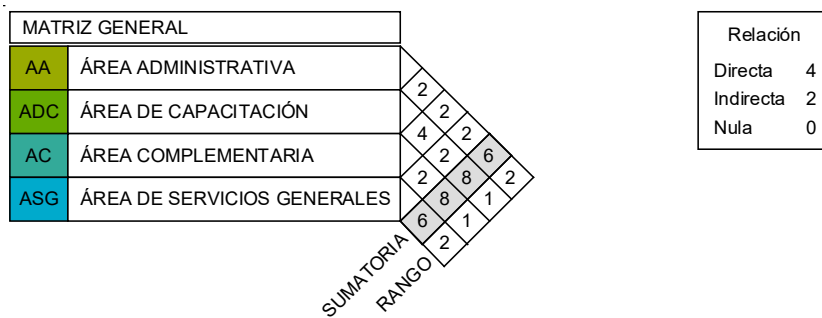 MATRIZ GENERAL
AA ÁREA ADMINISTRATIVA
ADC ÁREA DE CAPACITACIÓN
AC ÁREA COMPLEMENTARIA
ASG ÁREA DE SERVICIOS GENERALES
2
2
4 2
2 6
2 8 2
8 1
6 1
2
SUMATORIA
RANGO
Relación
Directa 4
Indirecta 2
Nula 0